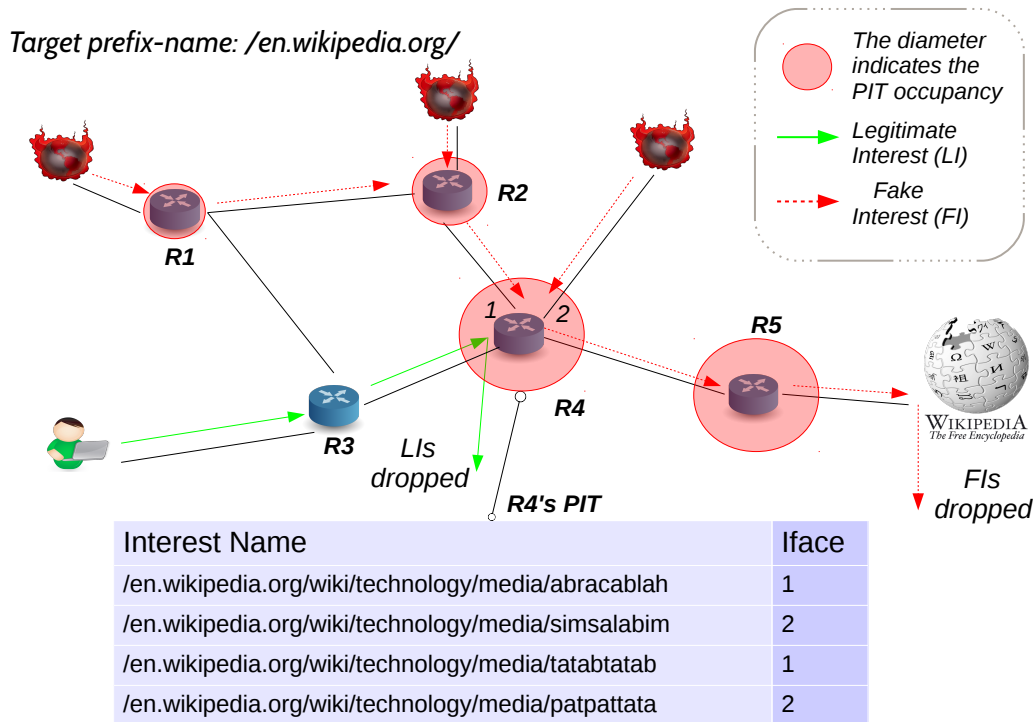 Target prefix-name: /en.wikipedia.org/
The diameter
indicates the
PIT occupancy
Legitimate
Interest (LI)
Fake
Interest (FI)
R1
R2
1
2
R4
R5
R3
LIs
dropped
WIKIPEDIA
The Free Encyclopedia
FIs
dropped
R4's PIT
Interest Name Iface
/en.wikipedia.org/wiki/technology/media/abracablah 1
/en.wikipedia.org/wiki/technology/media/simsalabim 2
/en.wikipedia.org/wiki/technology/media/tatabtatab 1
/en.wikipedia.org/wiki/technology/media/patpattata 2